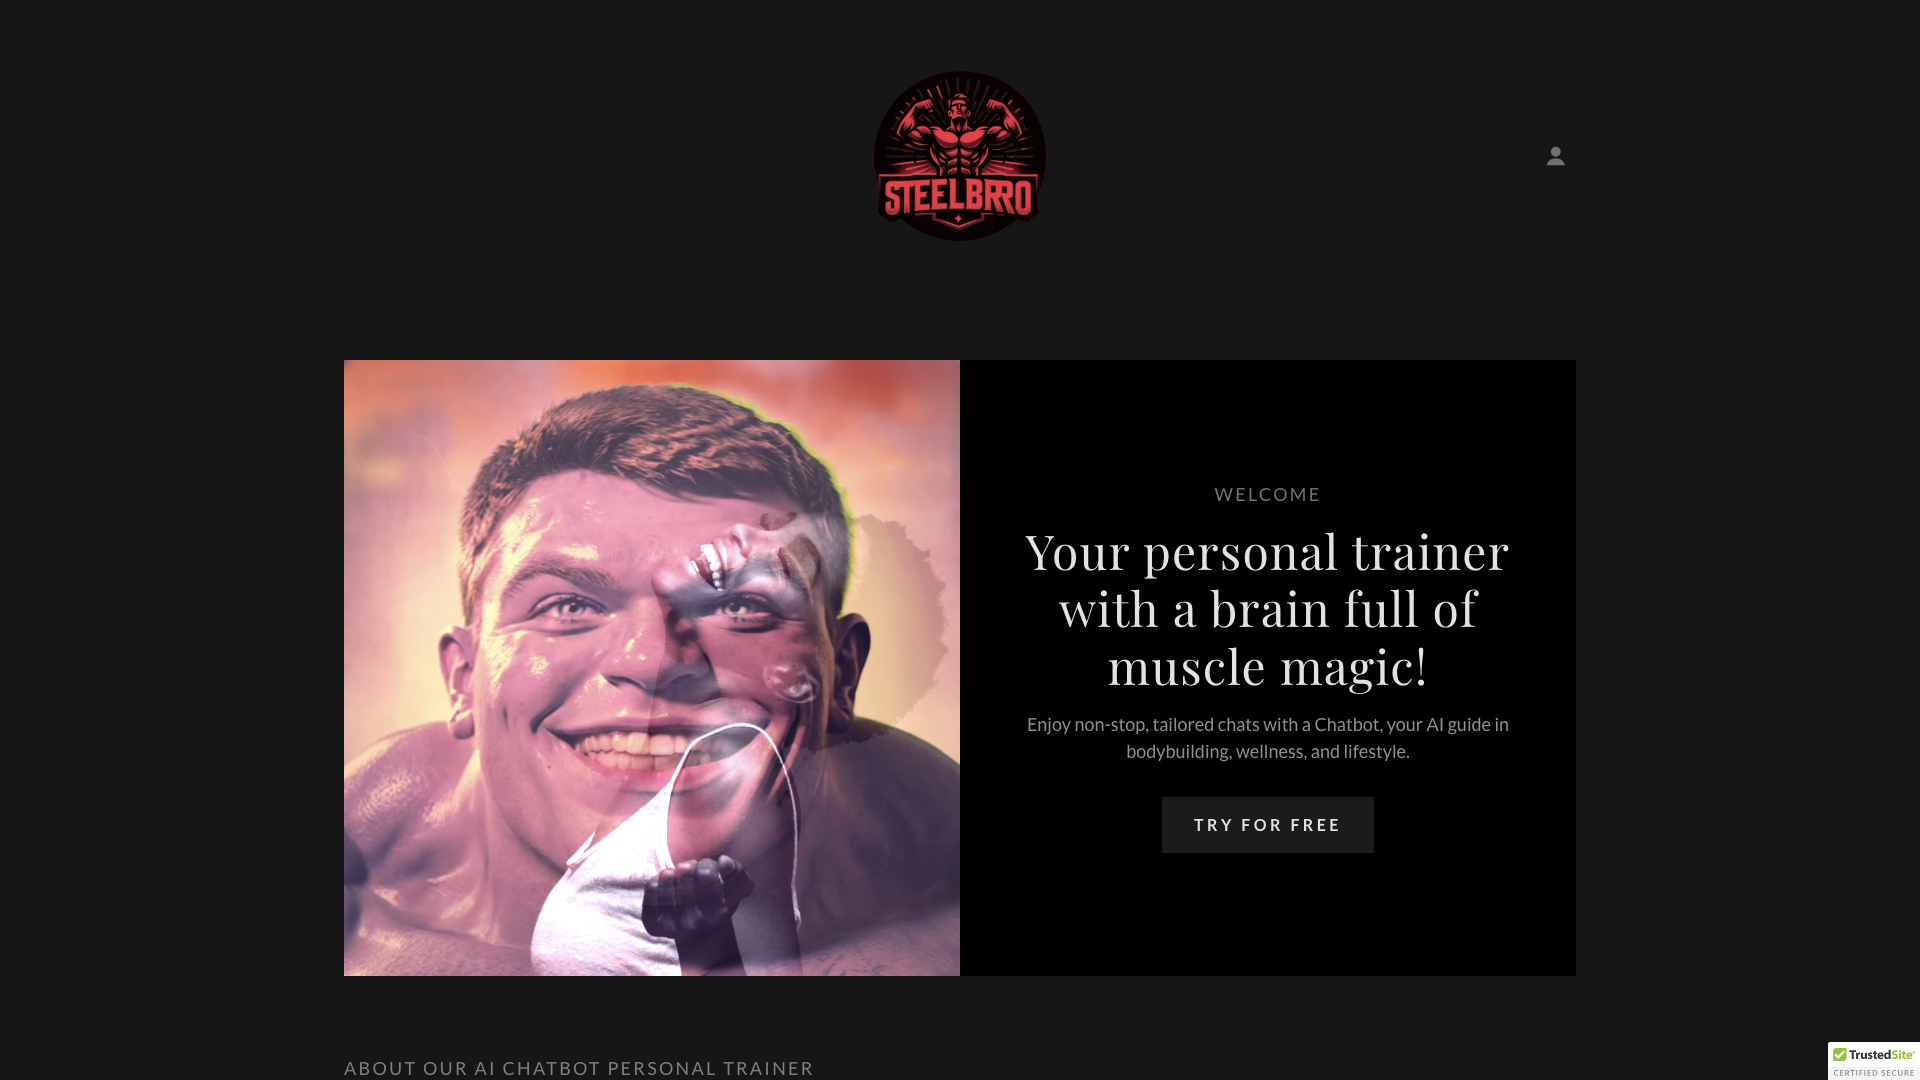 STEELBRRO
WELCOME
Your personal trainer
with a brain full of
muscle magic!
Enjoy non-stop, tailored chats with a Chatbot, your AI guide in
bodybuilding, wellness, and lifestyle.
TRY FOR FREE
ABOUT OUR AI CHATBOT PERSONAL TRAINER
TrustedSite
CERTIFIED SECURE